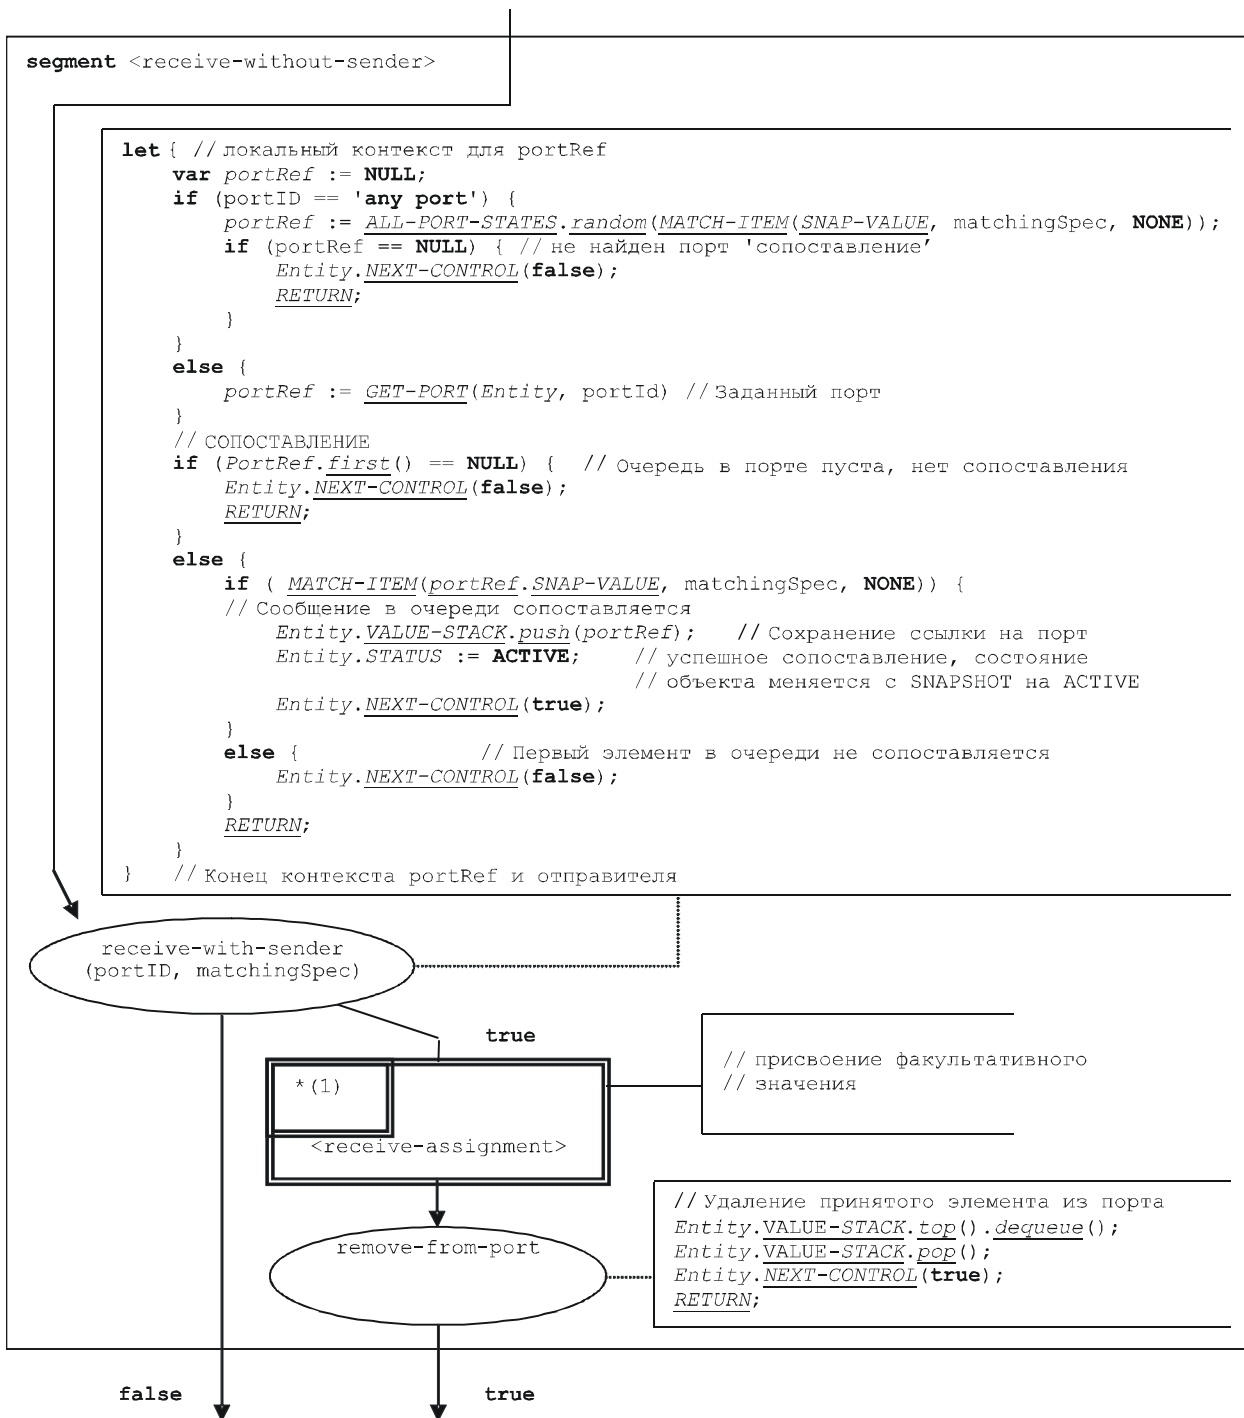 segment <receive-without-sender>
let { // локальный контекст для portRef
var portRef := NULL;
if (portID == 'any port') {
portRef := ALL-PORT-STATES.random(MATCH-ITEM(SNAP-VALUE, matchingSpec, NONE));
if (portRef == NULL) { // не найден порт 'сопоставление'
Entity.NEXT-CONTROL(false);
RETURN;
}
}
else {
portRef := GET-PORT(Entity, portId) // Заданный порт
}
// СОПОСТАВЛЕНИЕ
if (PortRef.first() == NULL) { // Очередь в порте пуста, нет сопоставления
Entity.NEXT-CONTROL(false);
RETURN;
}
else {
if ( MATCH-ITEM(portRef.SNAP-VALUE, matchingSpec, NONE)) {
// Сообщение в очереди сопоставляется
Entity.VALUE-STACK.push(portRef); // Сохранение ссылки на порт
Entity.STATUS := ACTIVE; // успешное сопоставление, состояние
// объекта меняется с SNAPSHOT на ACTIVE
Entity.NEXT-CONTROL(true);
}
else { // Первый элемент в очереди не сопоставляется
Entity.NEXT-CONTROL(false);
}
RETURN;
}
} // Конец контекста portRef и отправителя
receive-with-sender
(portID, matchingSpec)
true
*(1)
<receive-assignment>
// присвоение факультативного
// значения
remove-from-port
// Удаление принятого элемента из порта
Entity.VALUE-STACK.top().dequeue();
Entity.VALUE-STACK.pop();
Entity.NEXT-CONTROL(true);
RETURN;
false
true